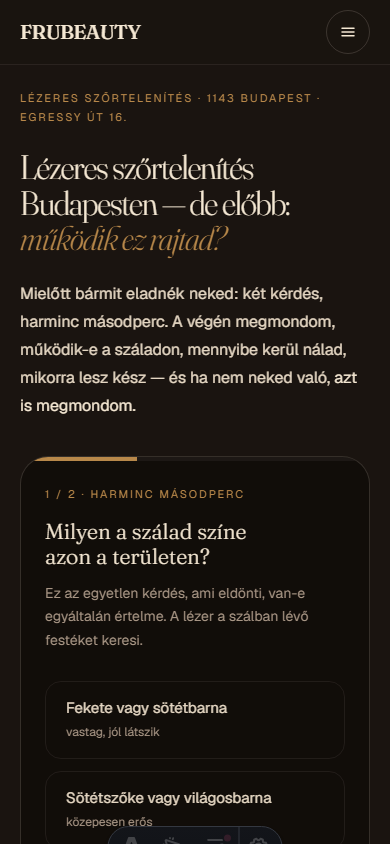 FRUBEAUTY
LÉZERES SZŐRTELENÍTÉS · 1143 BUDAPEST ·
EGRESSY ÚT 16.
Lézeres szőrtelenítés
Budapesten — de előbb:
működik ez rajtad?
Mielőtt bármit eladnék neked: két kérdés,
harminc másodperc. A végén megmondom,
működik-e a száladon, mennyibe kerül nálad,
mikorra lesz kész — és ha nem neked való, azt
is megmondom.
1 / 2 · HARMINC MÁSODPERC
Milyen a szálad színe
azon a területen?
Ez az egyetlen kérdés, ami eldönti, van-e
egyáltalán értelme. A lézer a szálban lévő
festéket keresi.
Fekete vagy sötétbarna
vastag, jól látszik
Sötétszőke vagy világosbarna
közepesen erős